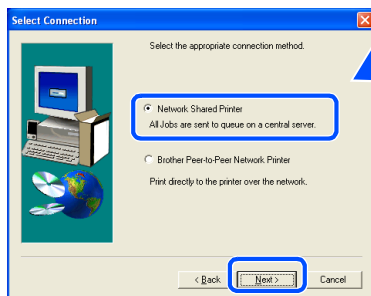 Select Connection
Select the appropriate connection method.
Network Shared Printer
All Jobs are sent to queue on a central server.
Brother Peer-to-Peer Network Printer
Print directly to the printer over the network.
< Back
Next >
Cancel